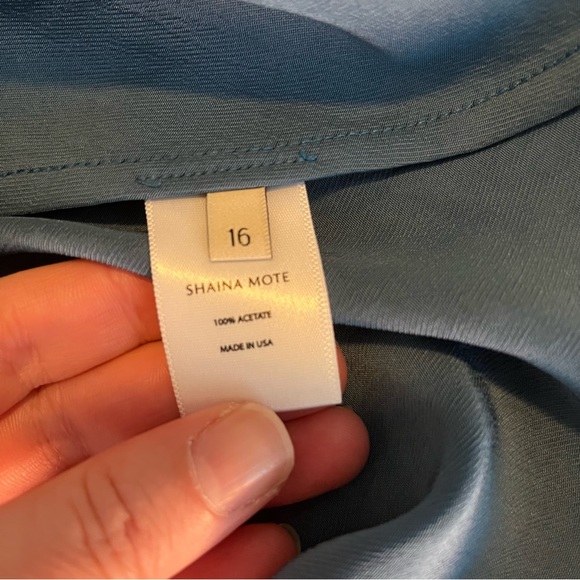 16
SHAINA MOTE
100% ACETATE
MADE IN USA